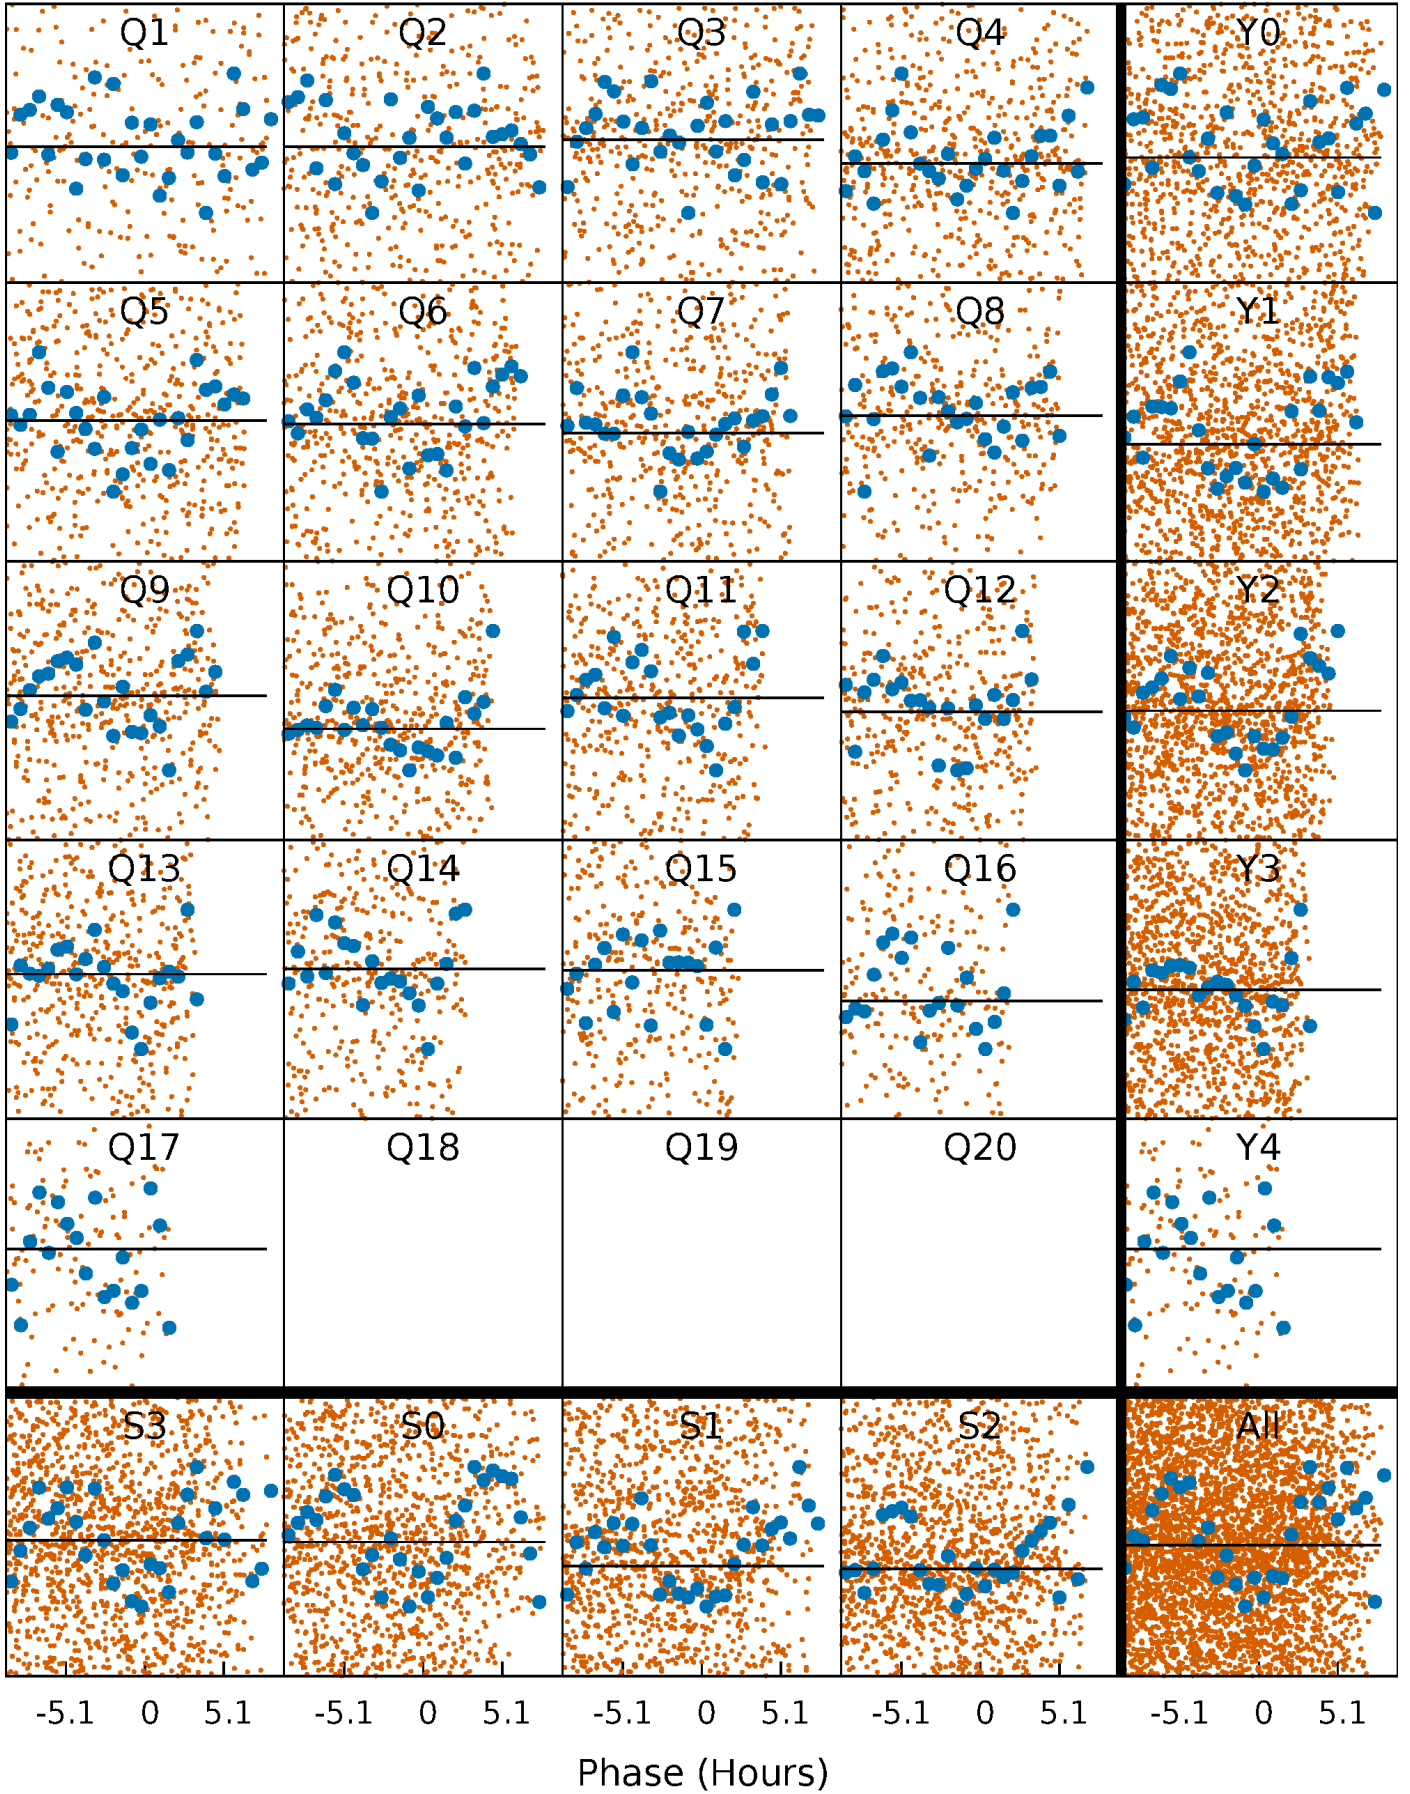 Q1 Q2 Q3 Q4 Y0
Q5 Q6 Q7 Q8 Y1
Q9 Q10 Q11 Q12 Y2
Q13 Q14 Q15 Q16 Y3
Q17 Q18 Q19 Q20 Y4
S3 S0 S1 S2 All
-5.1 0 5.1 -5.1 0 5.1 -5.1 0 5.1 -5.1 0 5.1 -5.1 0 5.1
Phase (Hours)